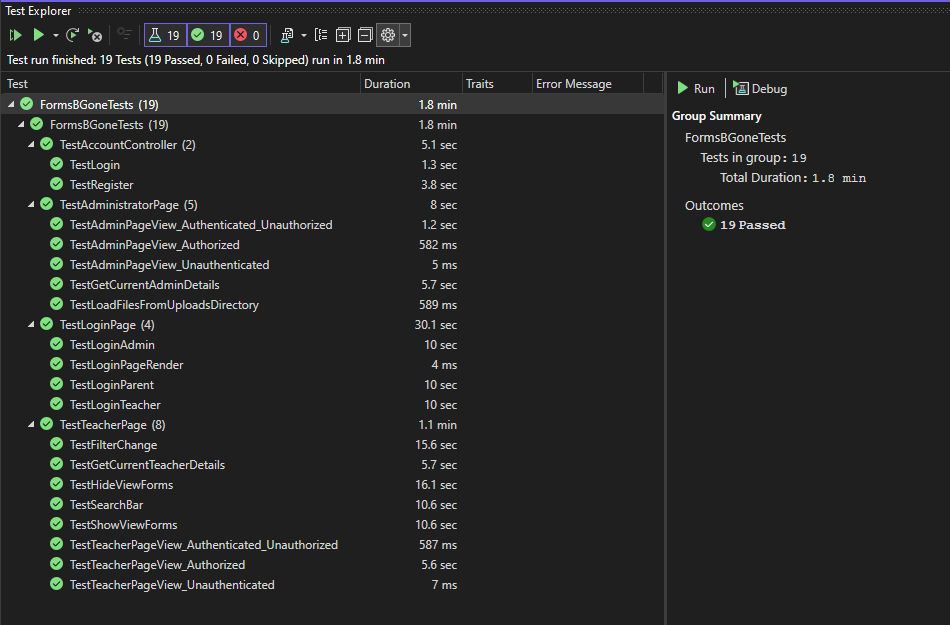 Test Explorer
19 19 0
Test run finished: 19 Tests (19 Passed, 0 Failed, 0 Skipped) run in 1.8 min
Test Duration Traits Error Message
FormsBGoneTests (19) 1.8 min
FormsBGoneTests (19) 1.8 min
TestAccountController (2) 5.1 sec
TestLogin 1.3 sec
TestRegister 3.8 sec
TestAdministratorPage (5) 8 sec
TestAdminPageView_Authenticated_Unauthorized 1.2 sec
TestAdminPageView_Authorized 582 ms
TestAdminPageView_Unauthenticated 5 ms
TestGetCurrentAdminDetails 5.7 sec
TestLoadFilesFromUploadsDirectory 589 ms
TestLoginPage (4) 30.1 sec
TestLoginAdmin 10 sec
TestLoginPageRender 4 ms
TestLoginParent 10 sec
TestLoginTeacher 10 sec
TestTeacherPage (8) 1.1 min
TestFilterChange 15.6 sec
TestGetCurrentTeacherDetails 5.7 sec
TestHideViewForms 16.1 sec
TestSearchBar 10.6 sec
TestShowViewForms 10.6 sec
TestTeacherPageView_Authenticated_Unauthorized 587 ms
TestTeacherPageView_Authorized 5.6 sec
TestTeacherPageView_Unauthenticated 7 ms
Run Debug
Group Summary
FormsBGoneTests
Tests in group: 19
Total Duration: 1.8 min
Outcomes
19 Passed